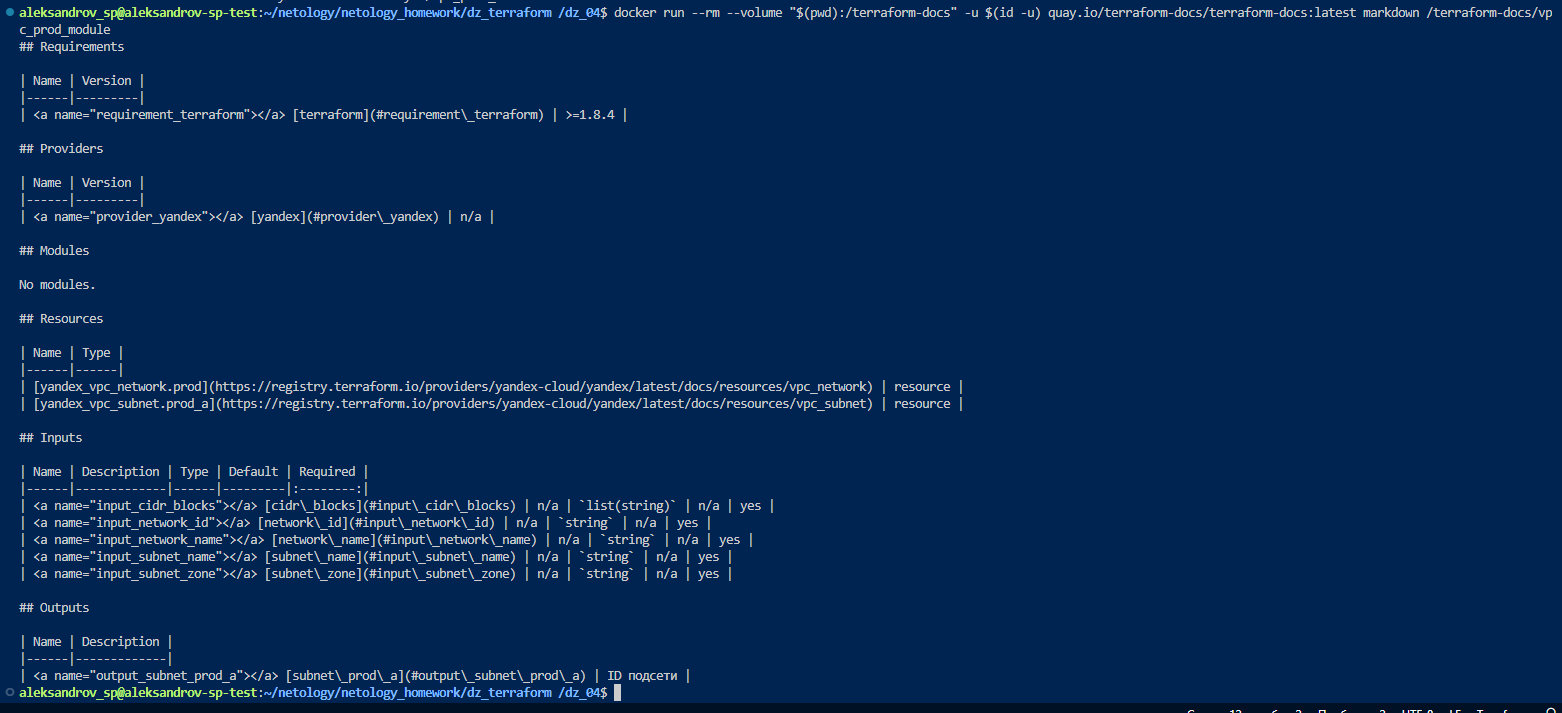 aleksandrov_sp@aleksandrov-sp-test:~/netology/netology_homework/dz_terraform /dz_04$ docker run --rm --volume "$(pwd):/terraform-docs" -u $(id -u) quay.io/terraform-docs/terraform-docs:latest markdown /terraform-docs/vp
c_prod_module
## Requirements
| Name | Version |
|------|---------|
| <a name="requirement_terraform"></a> [terraform](#requirement\_terraform) | >=1.8.4 |
## Providers
| Name | Version |
|------|---------|
| <a name="provider_yandex"></a> [yandex](#provider\_yandex) | n/a |
## Modules
No modules.
## Resources
| Name | Type |
|------|------|
| [yandex_vpc_network.prod](https://registry.terraform.io/providers/yandex-cloud/yandex/latest/docs/resources/vpc_network) | resource |
| [yandex_vpc_subnet.prod_a](https://registry.terraform.io/providers/yandex-cloud/yandex/latest/docs/resources/vpc_subnet) | resource |
## Inputs
| Name | Description | Type | Default | Required |
|------|-------------|------|---------|:--------:|
| <a name="input_cidr_blocks"></a> [cidr\_blocks](#input\_cidr\_blocks) | n/a | `list(string)` | n/a | yes |
| <a name="input_network_id"></a> [network\_id](#input\_network\_id) | n/a | `string` | n/a | yes |
| <a name="input_network_name"></a> [network\_name](#input\_network\_name) | n/a | `string` | n/a | yes |
| <a name="input_subnet_name"></a> [subnet\_name](#input\_subnet\_name) | n/a | `string` | n/a | yes |
| <a name="input_subnet_zone"></a> [subnet\_zone](#input\_subnet\_zone) | n/a | `string` | n/a | yes |
## Outputs
| Name | Description |
|------|-------------|
| <a name="output_subnet_prod_a"></a> [subnet\_prod\_a](#output\_subnet\_prod\_a) | ID подсети |
aleksandrov_sp@aleksandrov-sp-test:~/netology/netology_homework/dz_terraform /dz_04$